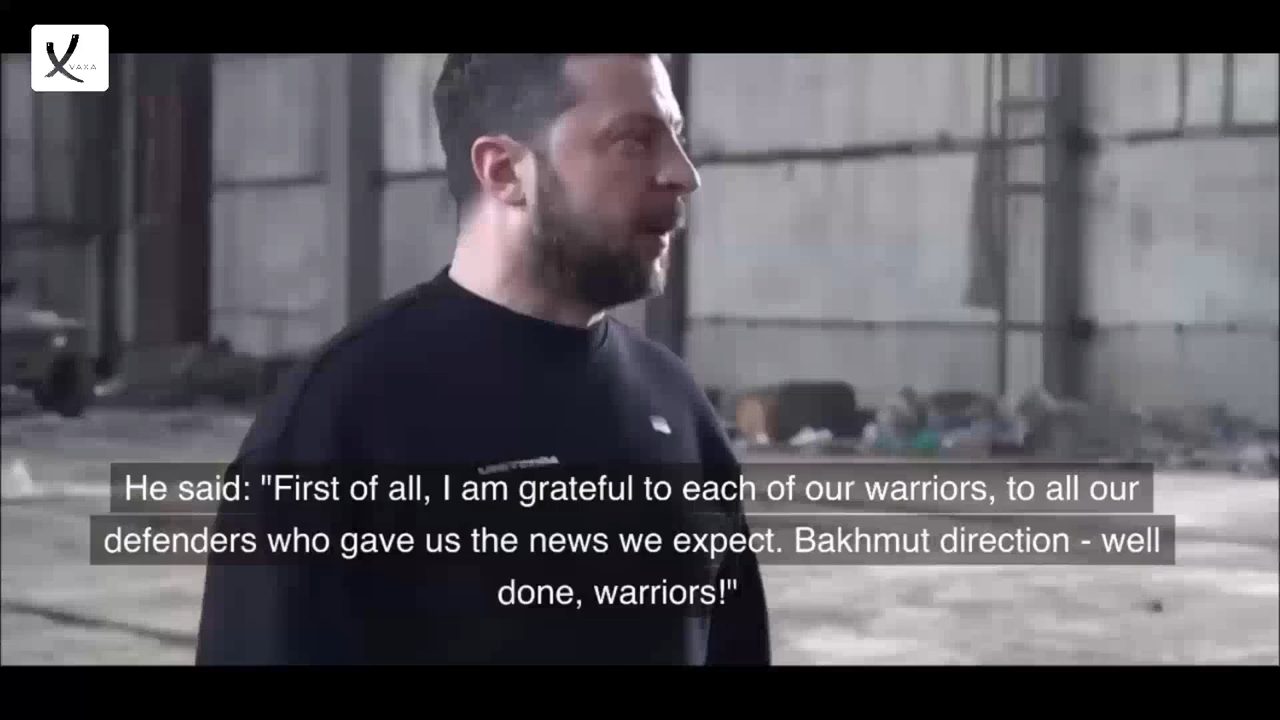 X
VAXA
He said: "First of all, I am grateful to each of our warriors, to all our
defenders who gave us the news we expect. Bakhmut direction - well
done, warriors!"